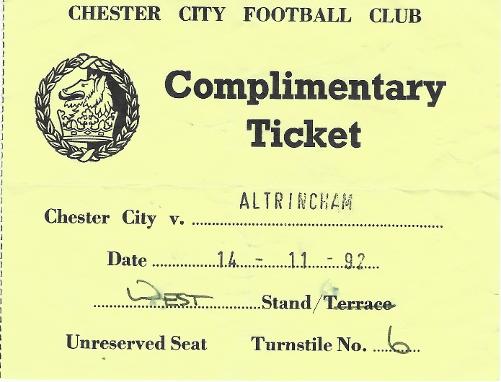 CHESTER CITY FOOTBALL CLUB
Complimentary
Ticket
Chester City v. ALTRINCHAM
Date 14 - 11 - 92
WEST Stand/Terrace
Unreserved Seat Turnstile No. 6